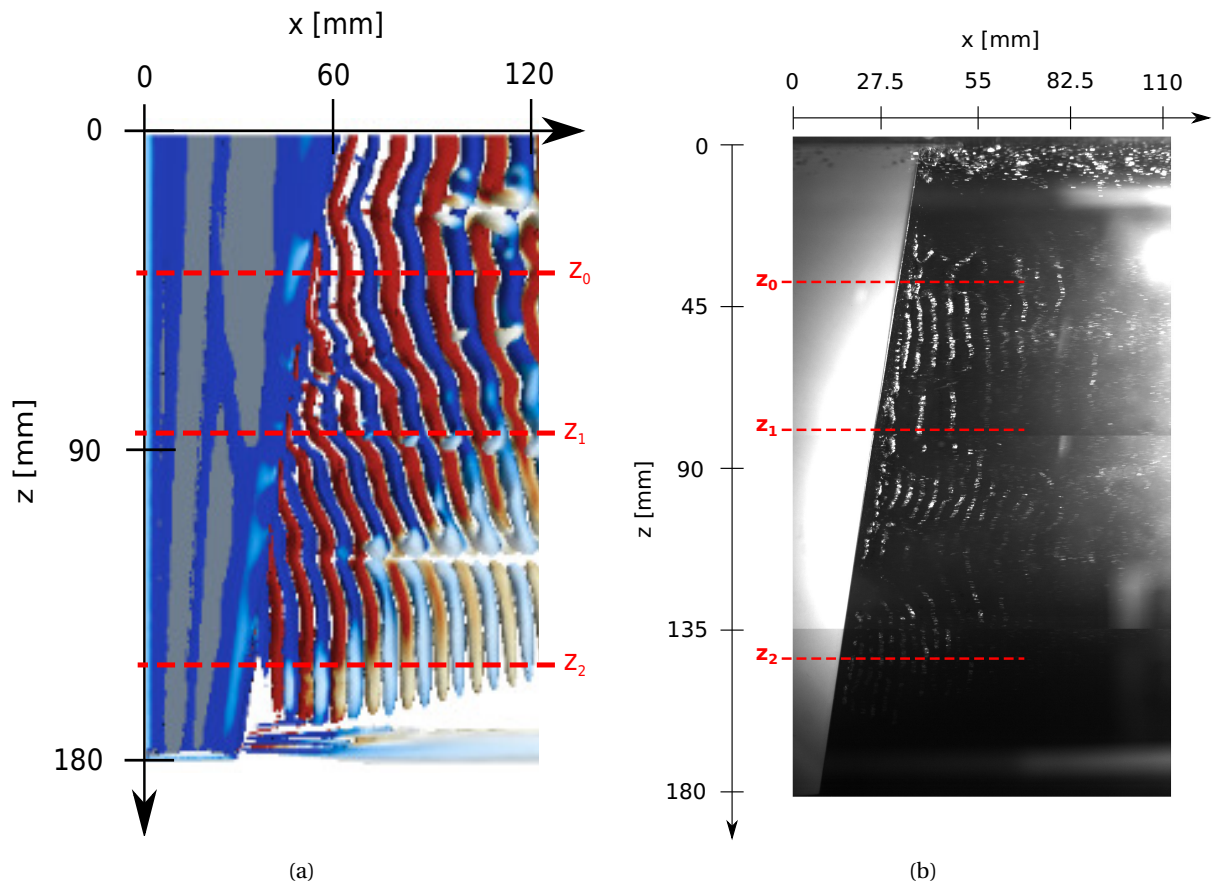 x [mm]
0 60 120
0
z₀
z₁
90
z [mm]
z₂
180
(a)
x [mm]
0 27.5 55 82.5 110
0
z₀
45
z₁
90
z [mm]
135
z₂
180
(b)